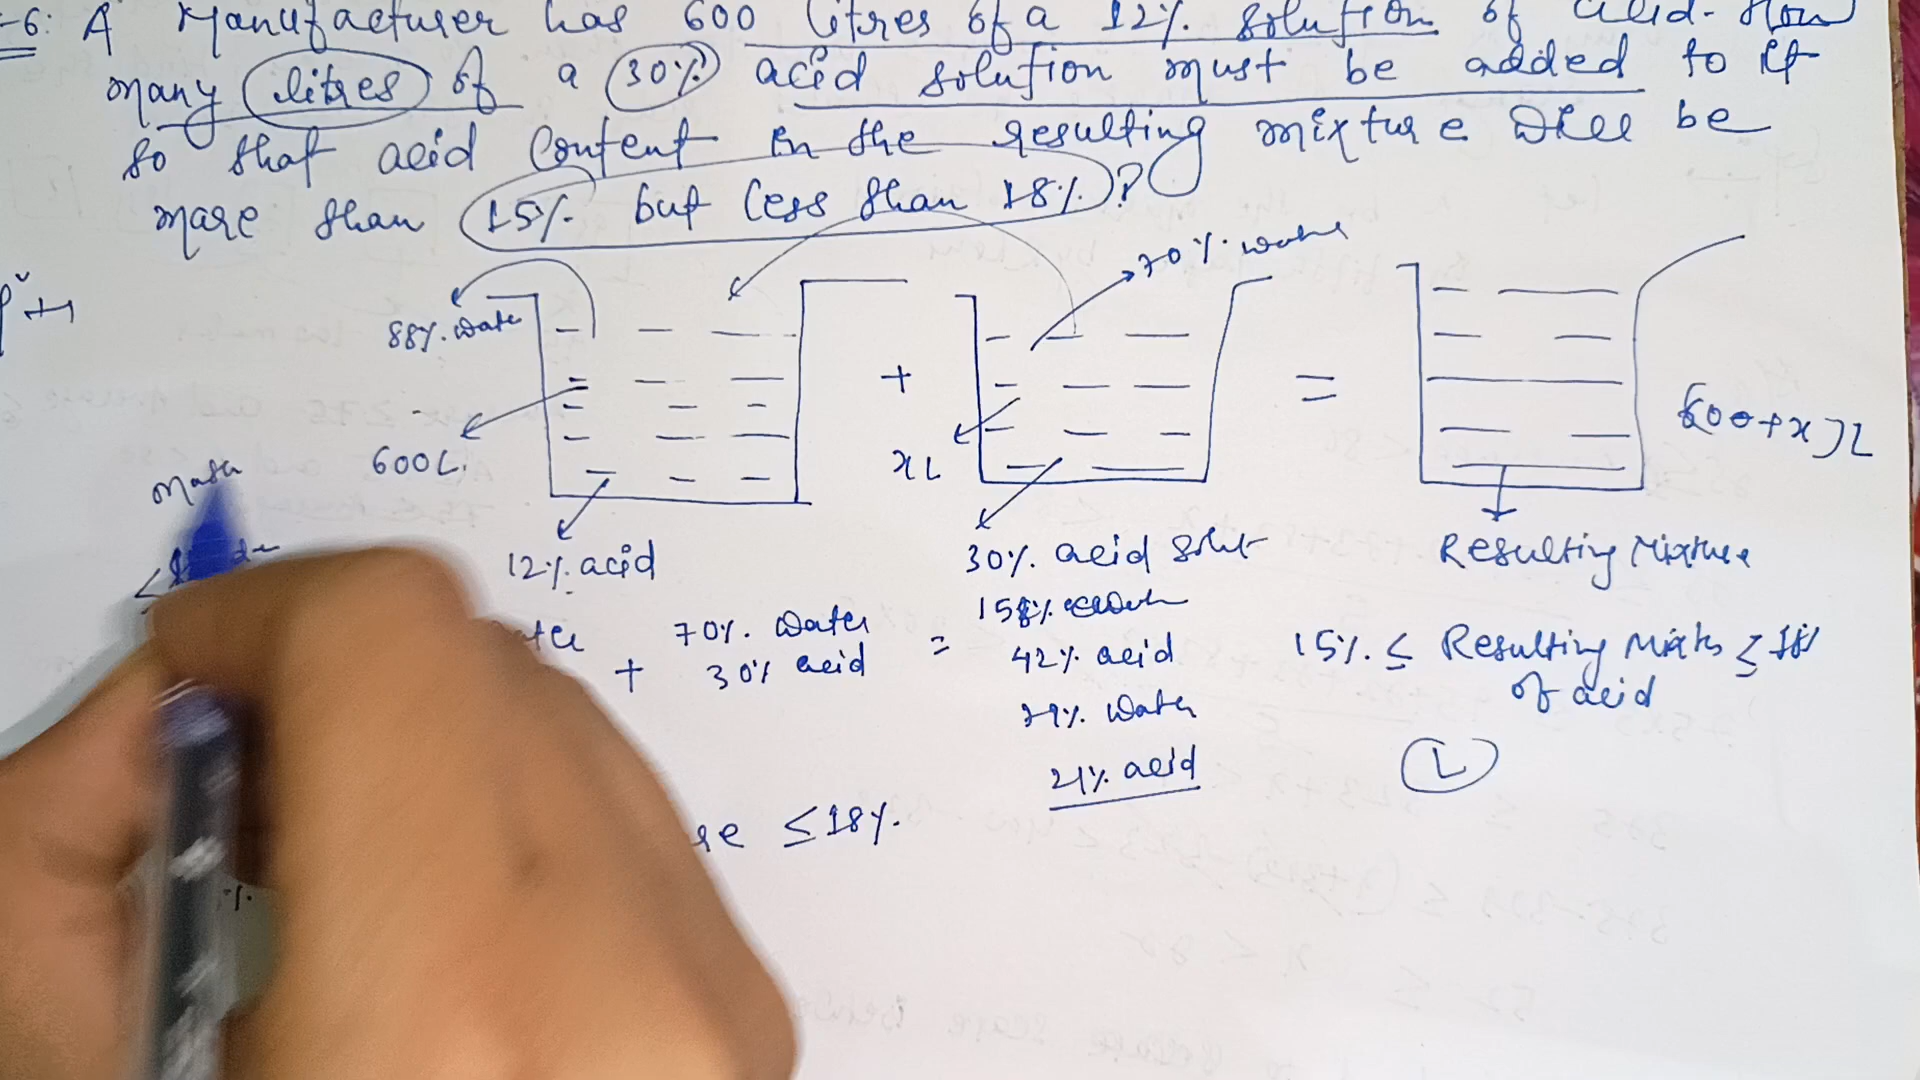 -6: A Manufacturer has 600 litres of a 12%. solution of acid. How
many litres of a 30% acid solution must be added to it
so that acid content in the resulting mixture will be
more than 15%. but less than 18%.?
70%. water
88%. water
+
=
600L.
xL
(600+x)L
12%. acid
30%. acid solut
Resulting Mixture
70%. water
+ 30% acid
=
42% acid
water
21%. acid
15%. ≤ Resulting Mixts ≤ 18%
of acid
L
≤ 18%.